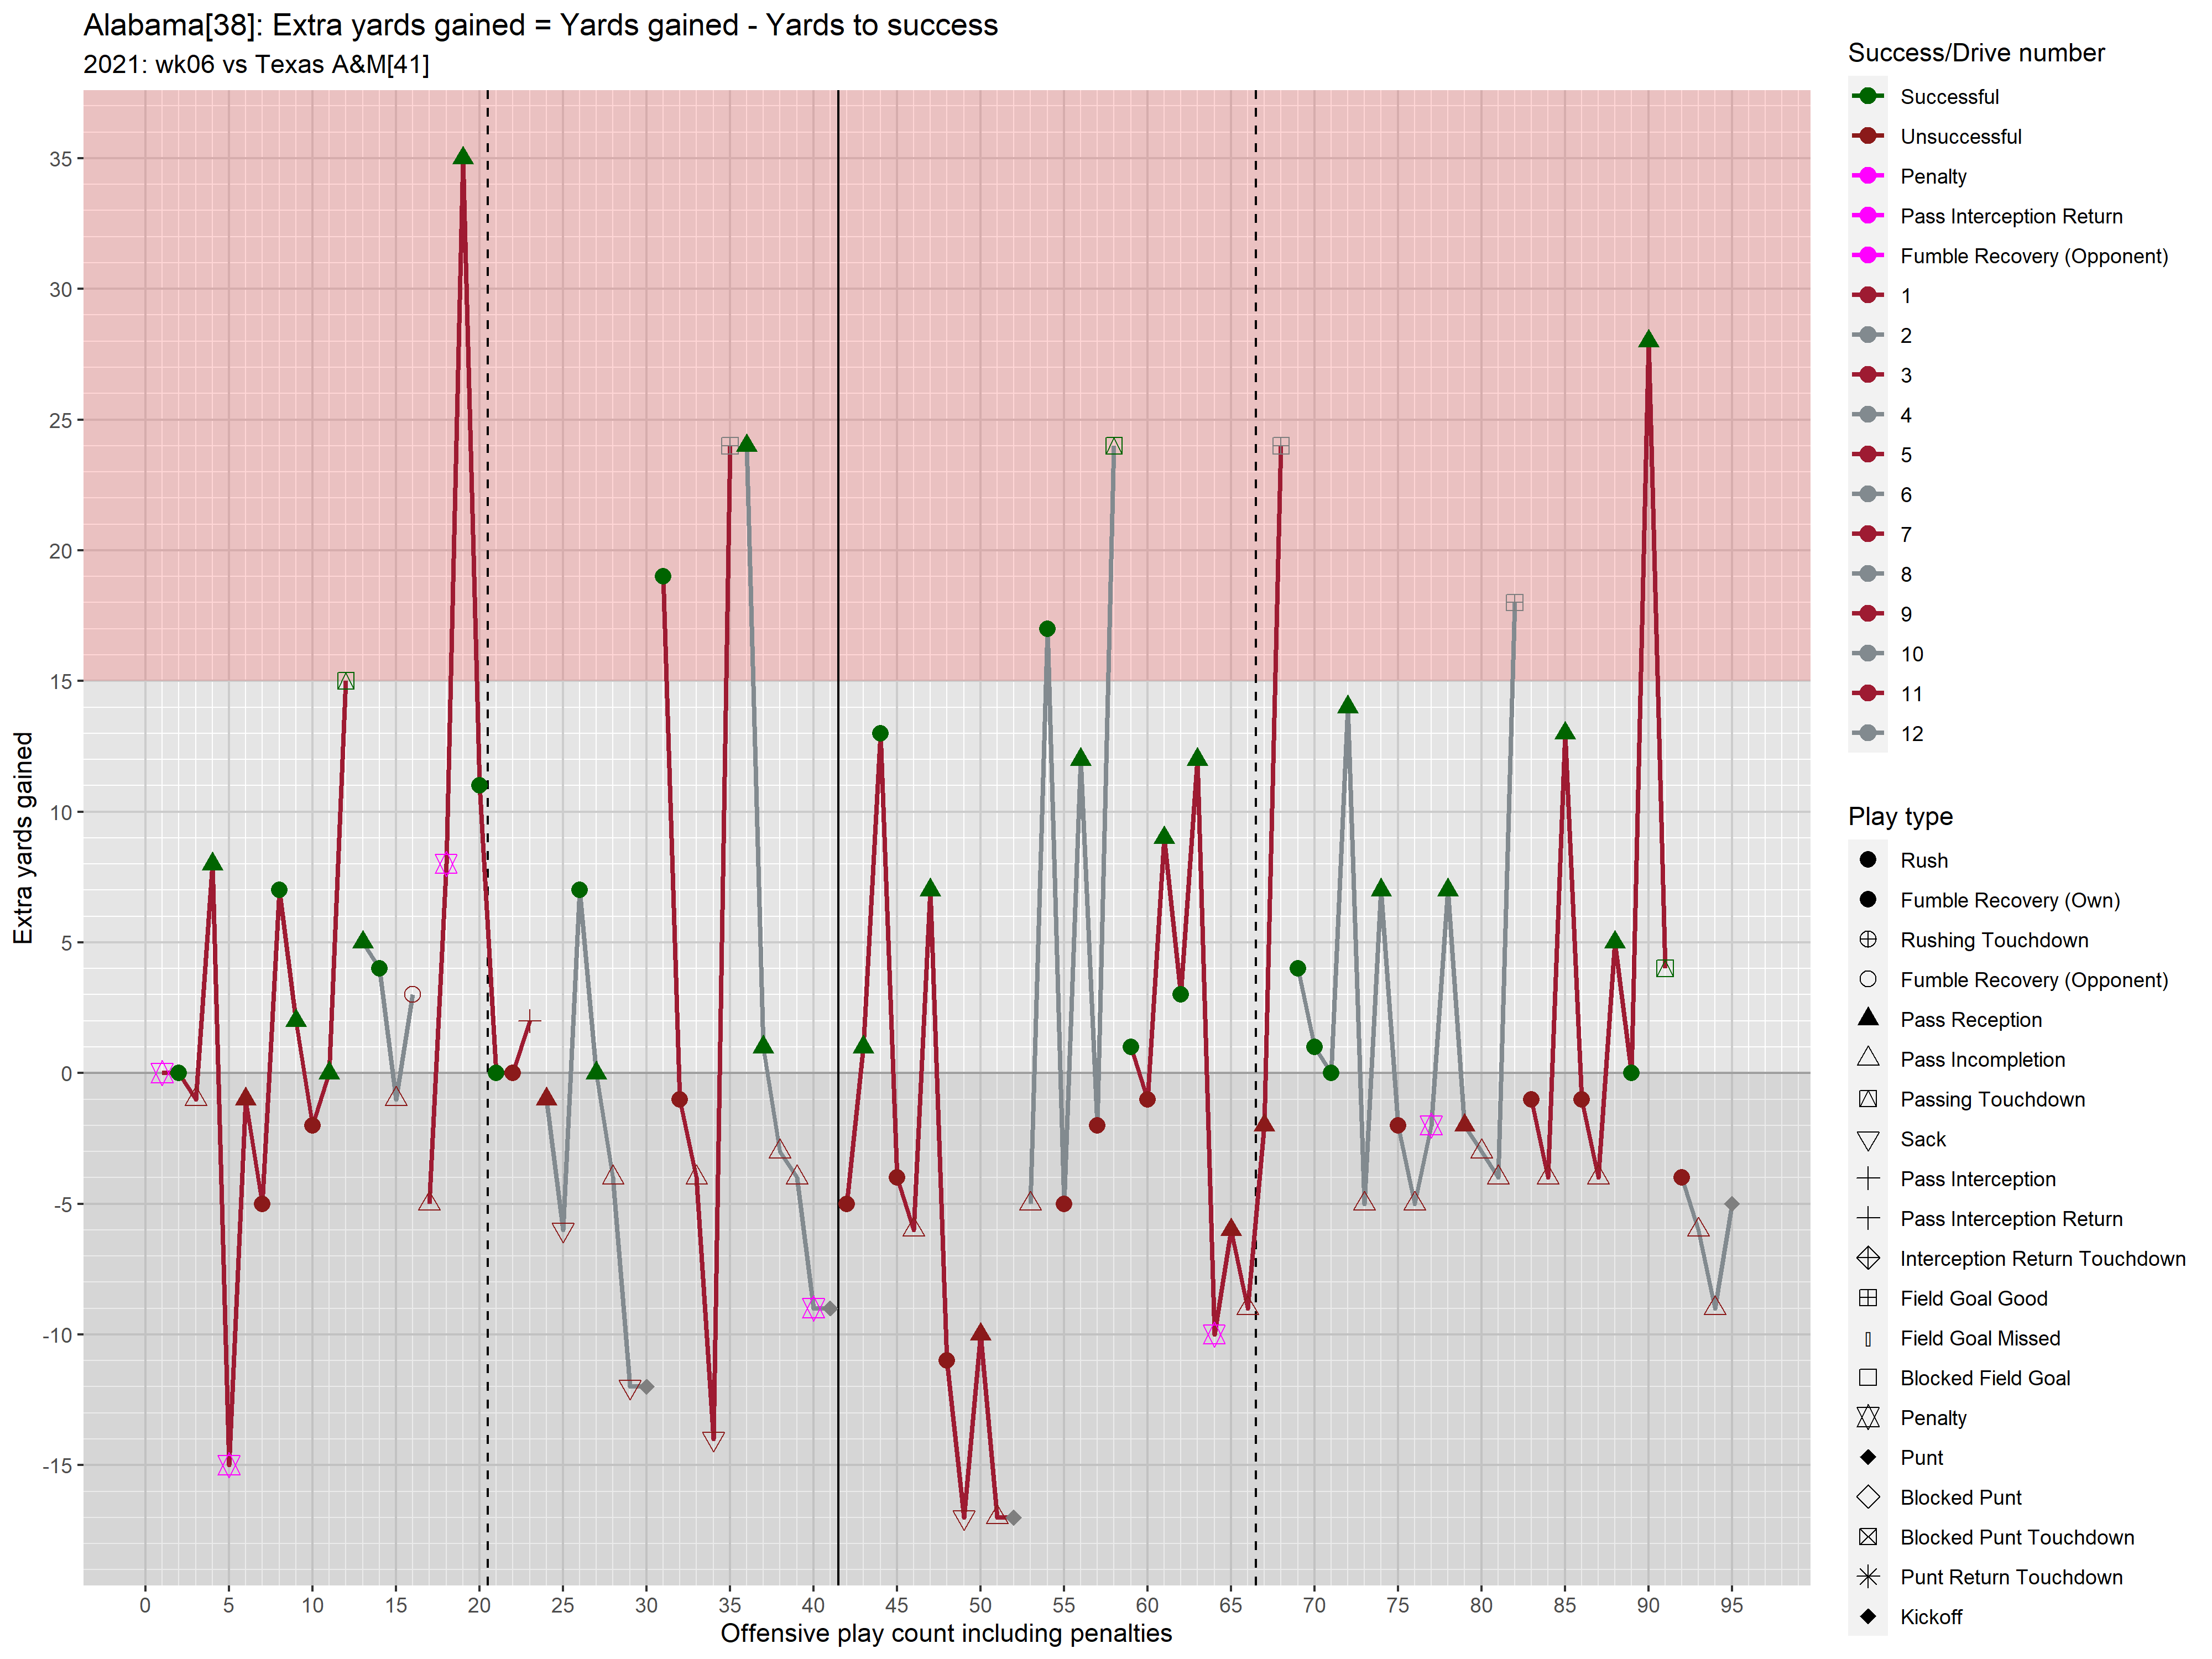 Alabama[38]: Extra yards gained = Yards gained - Yards to success
2021: wk06 vs Texas A&M[41]
Extra yards gained
35
30
25
20
15
10
5
0
-5
-10
-15
0 5 10 15 20 25 30 35 40 45 50 55 60 65 70 75 80 85 90 95
Offensive play count including penalties
Success/Drive number
Successful
Unsuccessful
Penalty
Pass Interception Return
Fumble Recovery (Opponent)
1
2
3
4
5
6
7
8
9
10
11
12
Play type
Rush
Fumble Recovery (Own)
Rushing Touchdown
Fumble Recovery (Opponent)
Pass Reception
Pass Incompletion
Passing Touchdown
Sack
Pass Interception
Pass Interception Return
Interception Return Touchdown
Field Goal Good
Field Goal Missed
Blocked Field Goal
Penalty
Punt
Blocked Punt
Blocked Punt Touchdown
Punt Return Touchdown
Kickoff